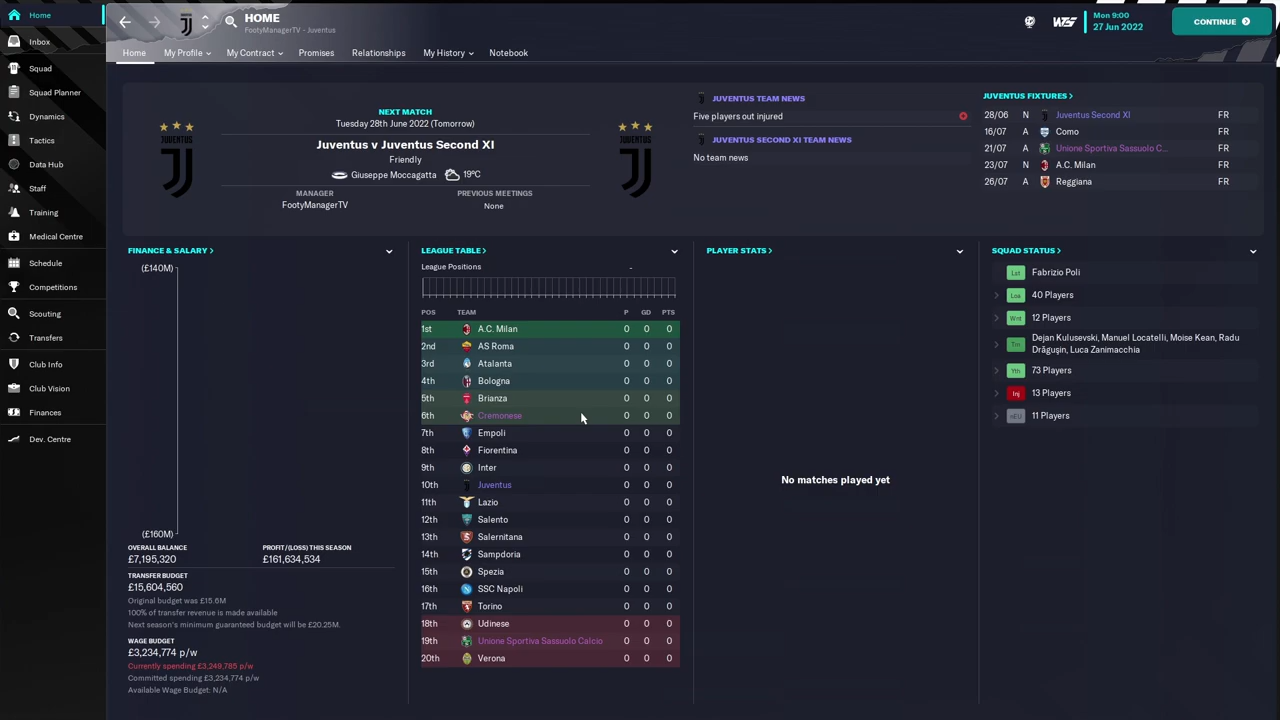 Home
Inbox
Squad
Squad Planner
Dynamics
Tactics
Data Hub
Staff
Training
Medical Centre
Schedule
Competitions
Scouting
Transfers
Club Info
Club Vision
Finances
Dev. Centre
HOME
FootyManagerTV - Juventus
Mon 9:00
27 Jun 2022
CONTINUE
Home My Profile My Contract Promises Relationships My History Notebook
NEXT MATCH
Tuesday 28th June 2022 (Tomorrow)
Juventus v Juventus Second XI
Friendly
Giuseppe Moccagatta 19ºC
MANAGER PREVIOUS MEETINGS
FootyManagerTV None
JUVENTUS TEAM NEWS
Five players out injured
JUVENTUS SECOND XI TEAM NEWS
No team news
JUVENTUS FIXTURES >
28/06 N Juventus Second XI FR
16/07 A Como FR
21/07 A Unione Sportiva Sassuolo C... FR
23/07 N A.C. Milan FR
26/07 A Reggiana FR
FINANCE & SALARY >
(£140M)
(£160M)
OVERALL BALANCE PROFIT / (LOSS) THIS SEASON
£7,195,320 £161,634,534
TRANSFER BUDGET
£15,604,560
Original budget was £15.6M
100% of transfer revenue is made available
Next season's minimum guaranteed budget will be £20.25M.
WAGE BUDGET
£3,234,774 p/w
Currently spending £3,249,785 p/w
Committed spending £3,234,774 p/w
Available Wage Budget: N/A
LEAGUE TABLE >
League Positions -
POS TEAM P GD PTS
1st A.C. Milan 0 0 0
2nd AS Roma 0 0 0
3rd Atalanta 0 0 0
4th Bologna 0 0 0
5th Brianza 0 0 0
6th Cremonese 0 0 0
7th Empoli 0 0 0
8th Fiorentina 0 0 0
9th Inter 0 0 0
10th Juventus 0 0 0
11th Lazio 0 0 0
12th Salento 0 0 0
13th Salernitana 0 0 0
14th Sampdoria 0 0 0
15th Spezia 0 0 0
16th SSC Napoli 0 0 0
17th Torino 0 0 0
18th Udinese 0 0 0
19th Unione Sportiva Sassuolo Calcio 0 0 0
20th Verona 0 0 0
PLAYER STATS >
No matches played yet
SQUAD STATUS >
Lst Fabrizio Poli
Loa 40 Players
Wnt 12 Players
Trn Dejan Kulusevski, Manuel Locatelli, Moise Kean, Radu
Drăguşin, Luca Zanimacchia
Yth 73 Players
Inj 13 Players
nEU 11 Players